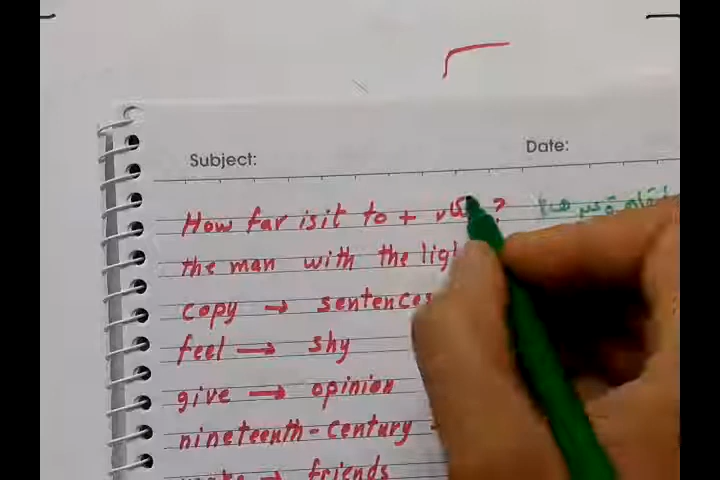 Subject:
Date:
How far is it to + ?
the man with the
copy → sentences
feel → shy
give → opinion
nineteenth-century
friends